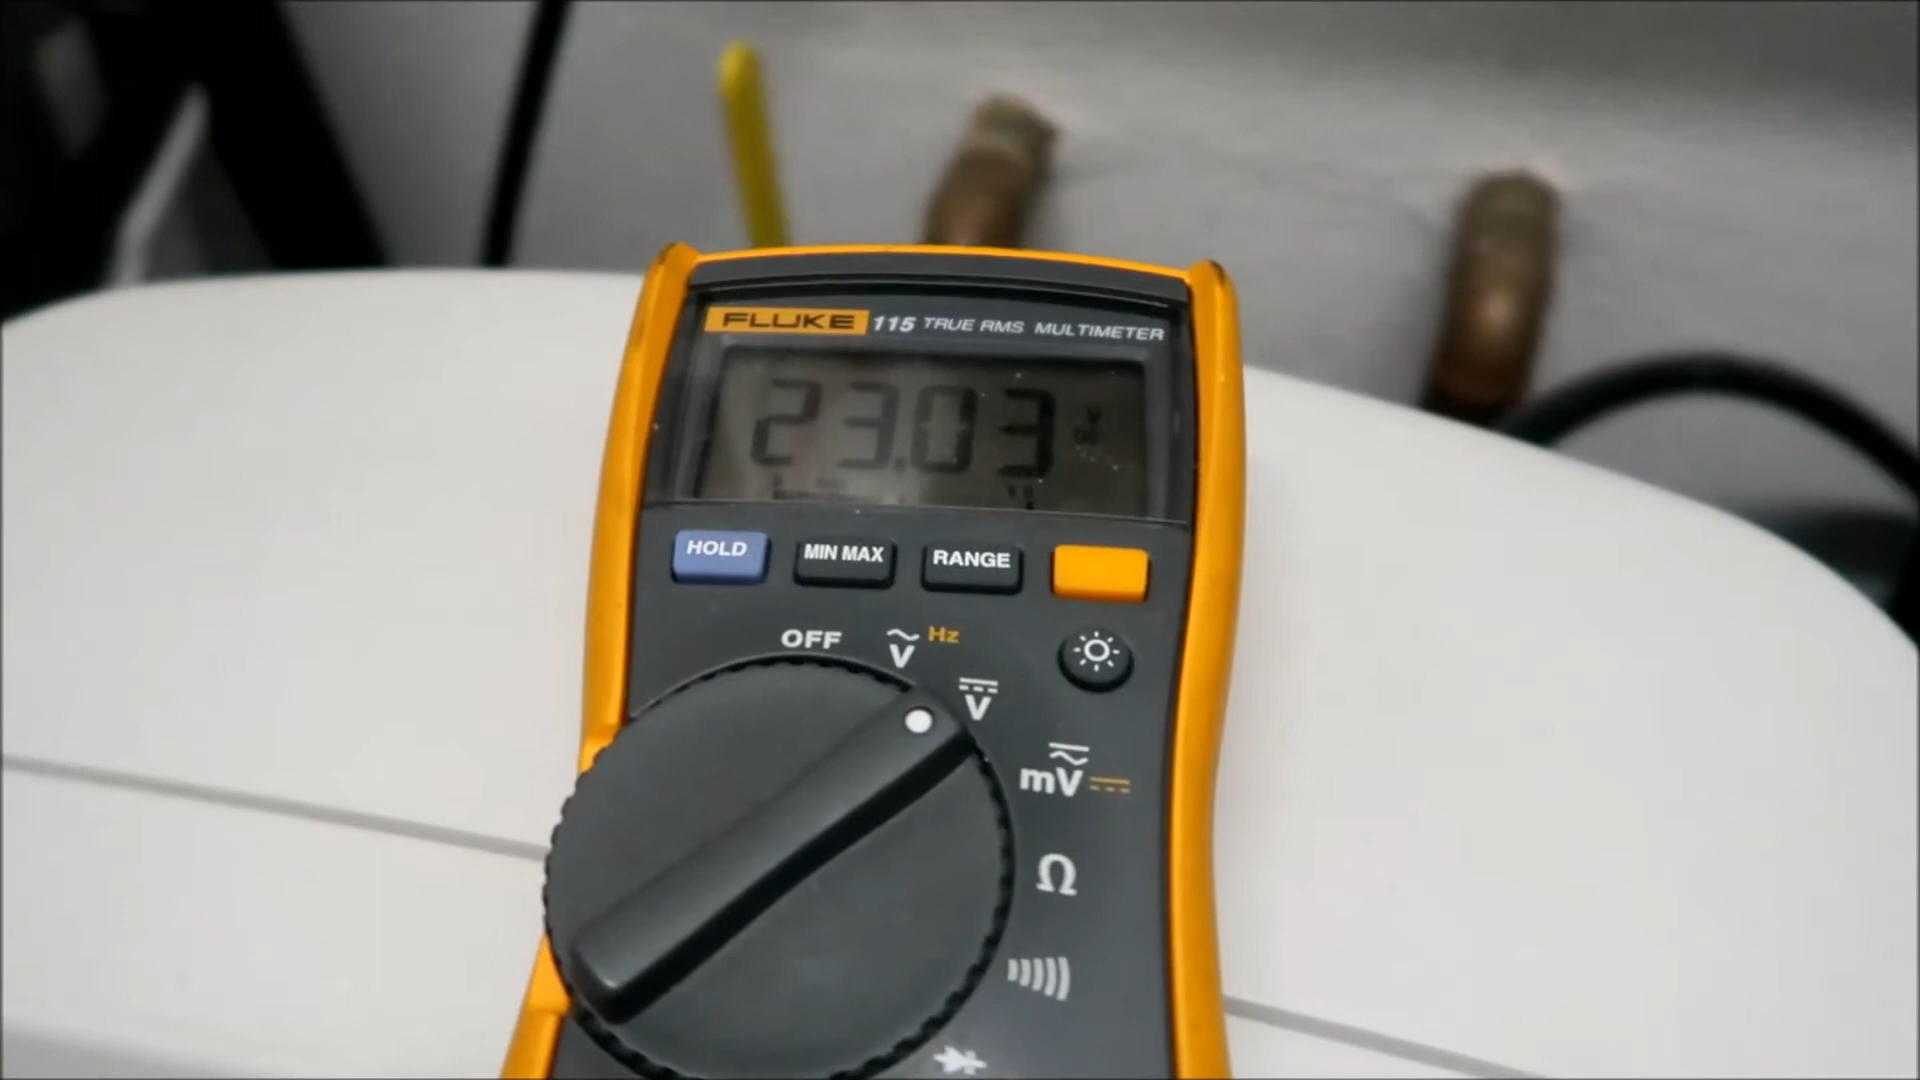 FLUKE 115 TRUE RMS MULTIMETER
23.03 V
HOLD MIN MAX RANGE
OFF V Hz
V
mV
Ω